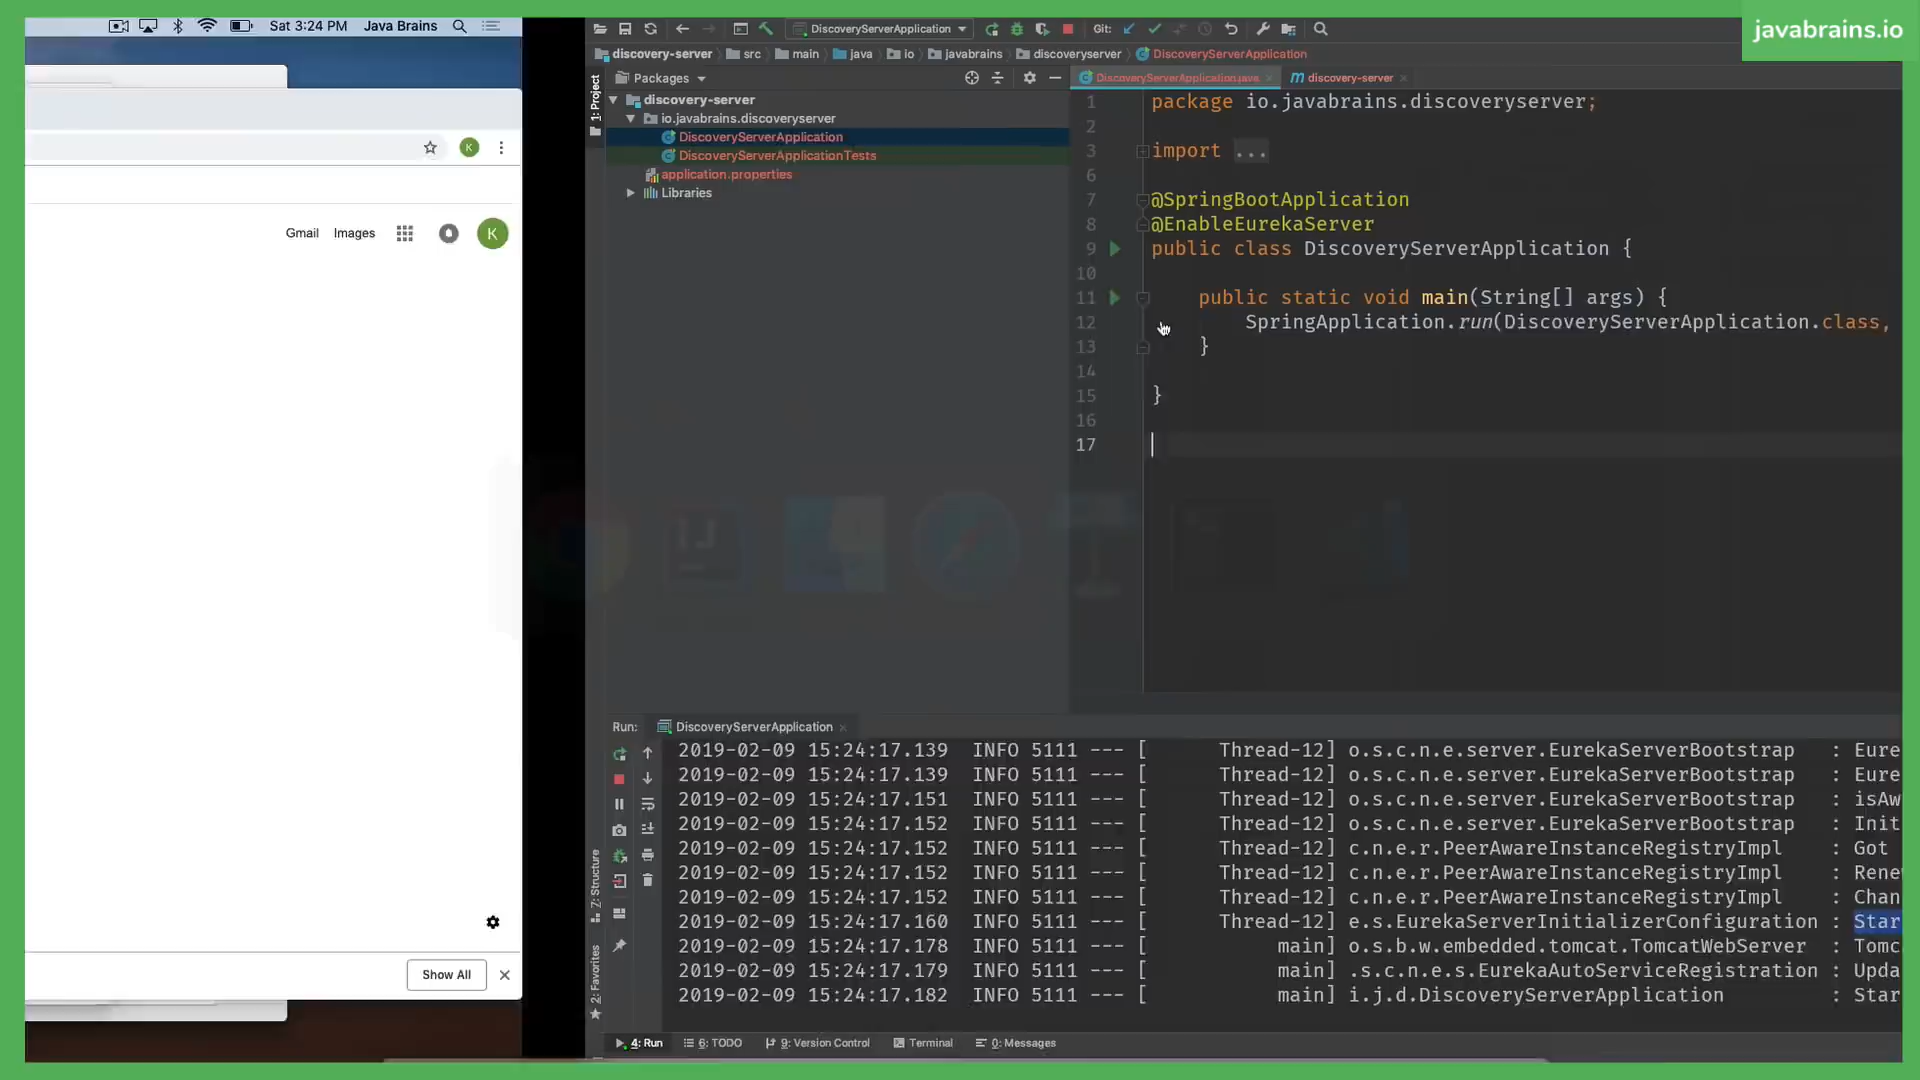 Sat 3:24 PM Java Brains
Gmail Images K
K
Show All
javabrains.io
DiscoveryServerApplication Git:
discovery-server src main java io javabrains discoveryserver DiscoveryServerApplication
1: Project
Packages
discovery-server
io.javabrains.discoveryserver
DiscoveryServerApplication
DiscoveryServerApplicationTests
application.properties
Libraries
DiscoveryServerApplication.java discovery-server
1 package io.javabrains.discoveryserver;
2
3 import ...
6
7 @SpringBootApplication
8 @EnableEurekaServer
9 public class DiscoveryServerApplication {
10
11 public static void main(String[] args) {
12 SpringApplication.run(DiscoveryServerApplication.class,
13 }
14
15 }
16
17
Run: DiscoveryServerApplication
2019-02-09 15:24:17.139 INFO 5111 --- [ Thread-12] o.s.c.n.e.server.EurekaServerBootstrap : Eure
2019-02-09 15:24:17.139 INFO 5111 --- [ Thread-12] o.s.c.n.e.server.EurekaServerBootstrap : Eure
2019-02-09 15:24:17.151 INFO 5111 --- [ Thread-12] o.s.c.n.e.server.EurekaServerBootstrap : isAw
2019-02-09 15:24:17.152 INFO 5111 --- [ Thread-12] o.s.c.n.e.server.EurekaServerBootstrap : Init
2019-02-09 15:24:17.152 INFO 5111 --- [ Thread-12] c.n.e.r.PeerAwareInstanceRegistryImpl : Got
2019-02-09 15:24:17.152 INFO 5111 --- [ Thread-12] c.n.e.r.PeerAwareInstanceRegistryImpl : Rene
2019-02-09 15:24:17.152 INFO 5111 --- [ Thread-12] c.n.e.r.PeerAwareInstanceRegistryImpl : Chan
2019-02-09 15:24:17.160 INFO 5111 --- [ Thread-12] e.s.EurekaServerInitializerConfiguration : Star
2019-02-09 15:24:17.178 INFO 5111 --- [ main] o.s.b.w.embedded.tomcat.TomcatWebServer : Tomc
2019-02-09 15:24:17.179 INFO 5111 --- [ main] .s.c.n.e.s.EurekaAutoServiceRegistration : Upda
2019-02-09 15:24:17.182 INFO 5111 --- [ main] i.j.d.DiscoveryServerApplication : Star
7: Structure
2: Favorites
4: Run 6: TODO 9: Version Control Terminal 0: Messages